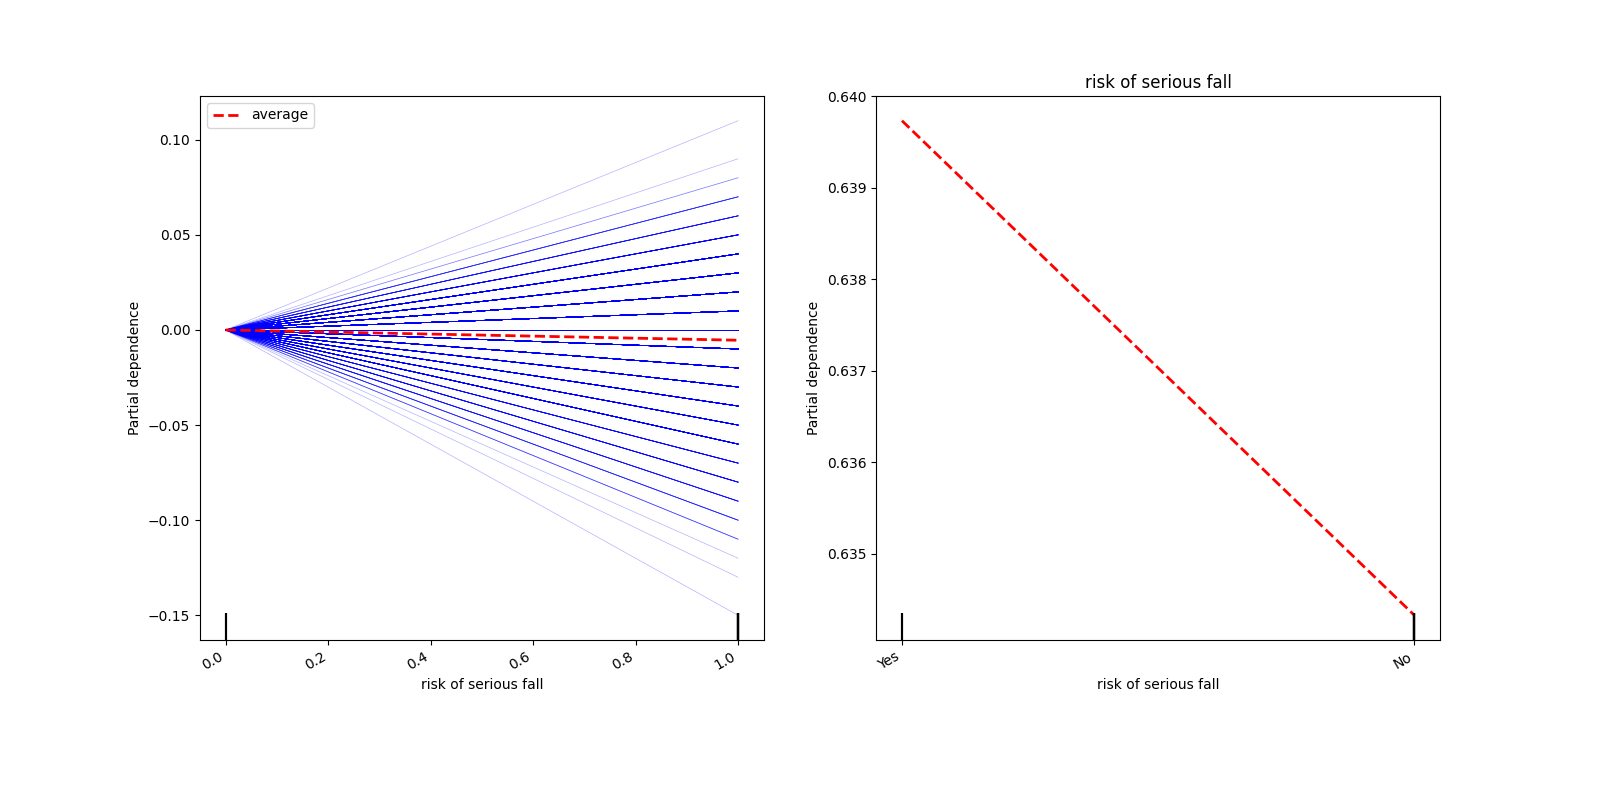 average
0.10
0.05
0.00
−0.05
−0.10
−0.15
Partial dependence
0.0
0.2
0.4
0.6
0.8
1.0
risk of serious fall
risk of serious fall
0.640
0.639
0.638
0.637
0.636
0.635
Partial dependence
Yes
No
risk of serious fall